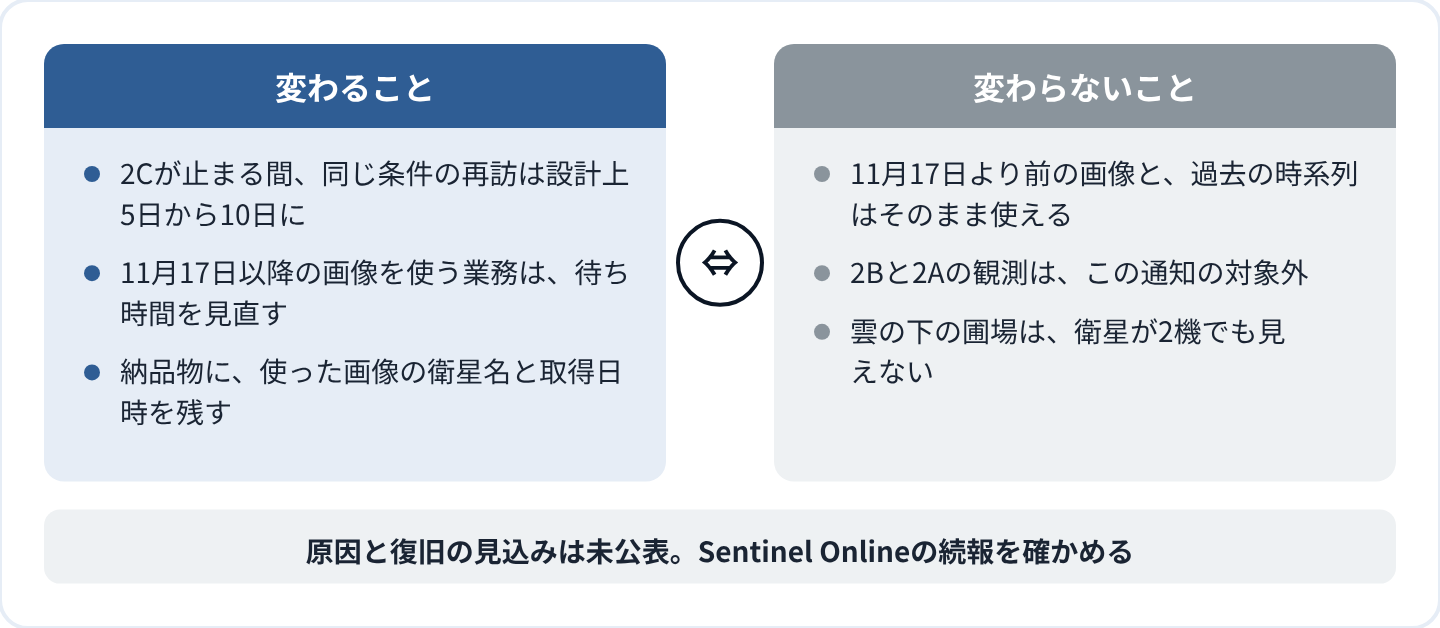 変わること
2Cが止まる間、同じ条件の再訪は設計上
5日から10日に
11月17日以降の画像を使う業務は、待ち
時間を見直す
納品物に、使った画像の衛星名と取得日
時を残す
⇔
変わらないこと
11月17日より前の画像と、過去の時系列
はそのまま使える
2Bと2Aの観測は、この通知の対象外
雲の下の圃場は、衛星が2機でも見
えない
原因と復旧の見込みは未公表。Sentinel Onlineの続報を確かめる